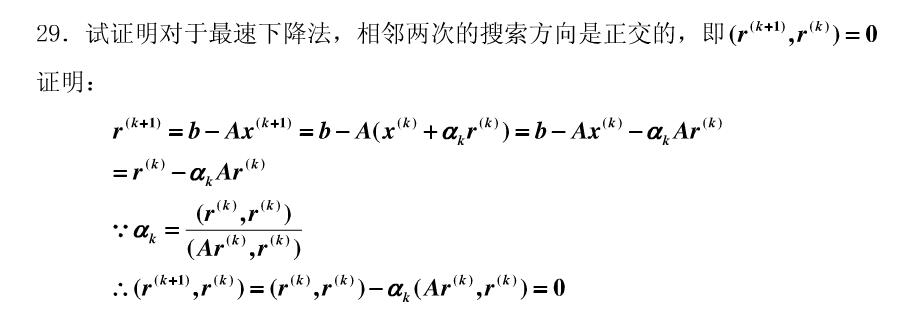 29．试证明对于最速下降法，相邻两次的搜索方向是正交的，即$(r^{(k+1)},r^{(k)})=0$
证明：
$r^{(k+1)}=b-Ax^{(k+1)}=b-A(x^{(k)}+\alpha_k r^{(k)})=b-Ax^{(k)}-\alpha_k Ar^{(k)}$
$=r^{(k)}-\alpha_k Ar^{(k)}$
$\because \alpha_k=\frac{(r^{(k)},r^{(k)})}{(Ar^{(k)},r^{(k)})}$
$\therefore (r^{(k+1)},r^{(k)})=(r^{(k)},r^{(k)})-\alpha_k(Ar^{(k)},r^{(k)})=0$